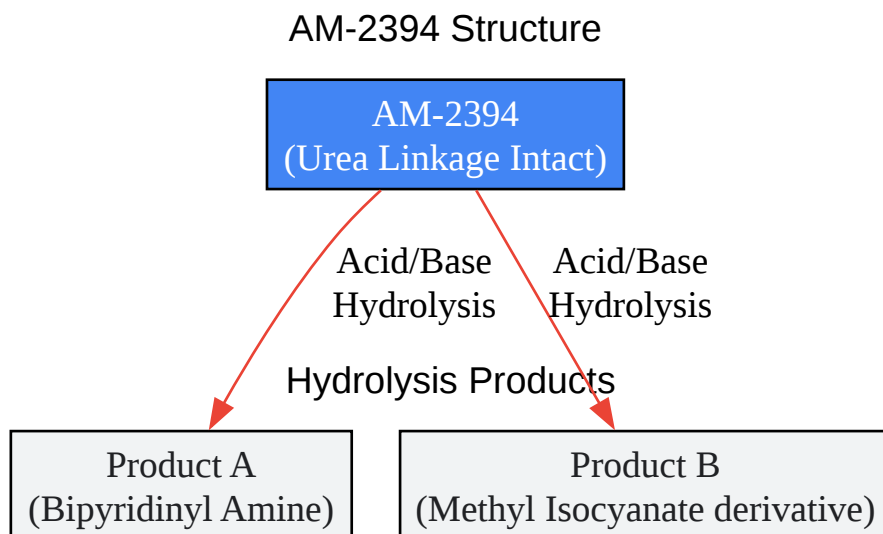 AM-2394 Structure
AM-2394
(Urea Linkage Intact)
Acid/Base
Hydrolysis
Acid/Base
Hydrolysis
Hydrolysis Products
Product A
(Bipyridinyl Amine)
Product B
(Methyl Isocyanate derivative)